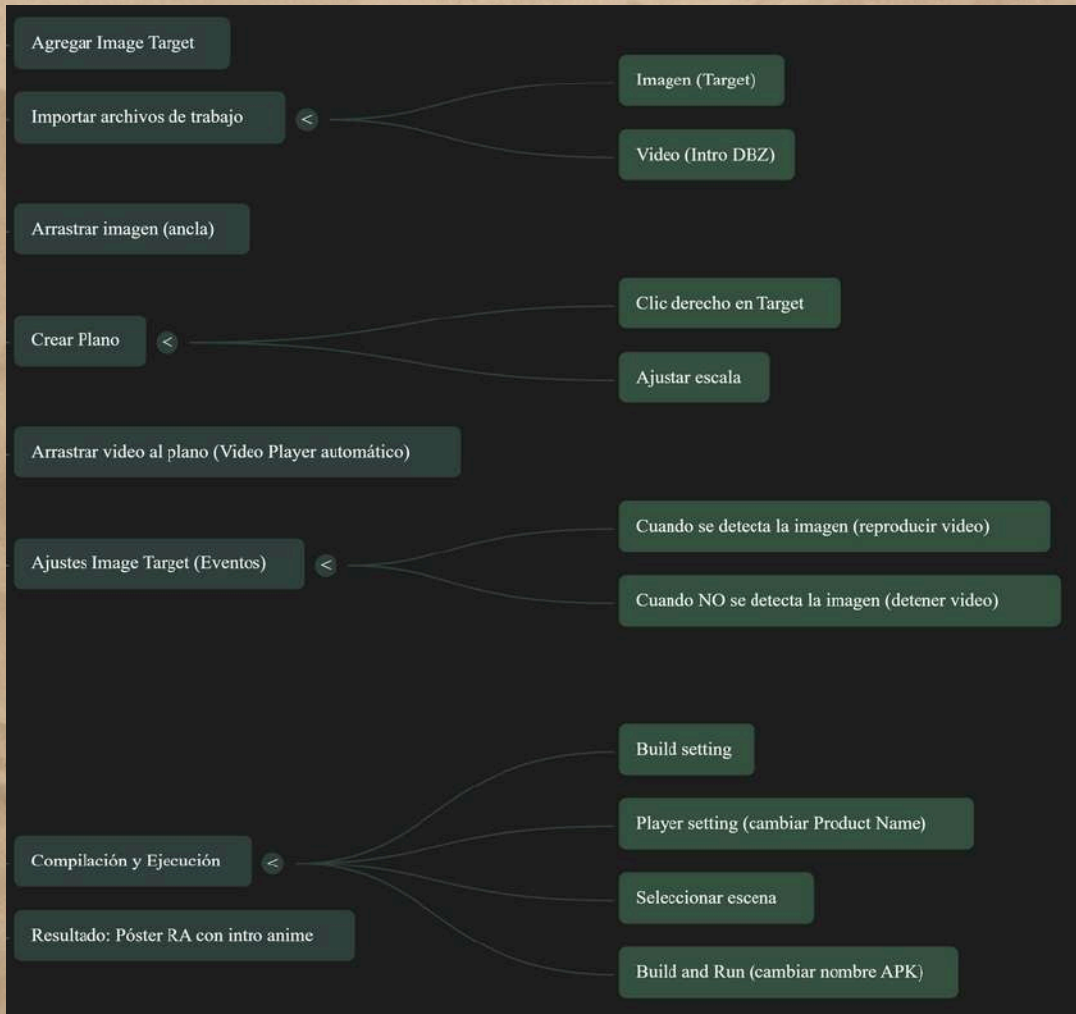 Agregar Image Target
Importar archivos de trabajo
<
Imagen (Target)
Video (Intro DBZ)
Arrastrar imagen (ancla)
Crear Plano
<
Clic derecho en Target
Ajustar escala
Arrastrar video al plano (Video Player automático)
Ajustes Image Target (Eventos)
<
Cuando se detecta la imagen (reproducir video)
Cuando NO se detecta la imagen (detener video)
Compilación y Ejecución
<
Build setting
Player setting (cambiar Product Name)
Seleccionar escena
Build and Run (cambiar nombre APK)
Resultado: Póster RA con intro anime